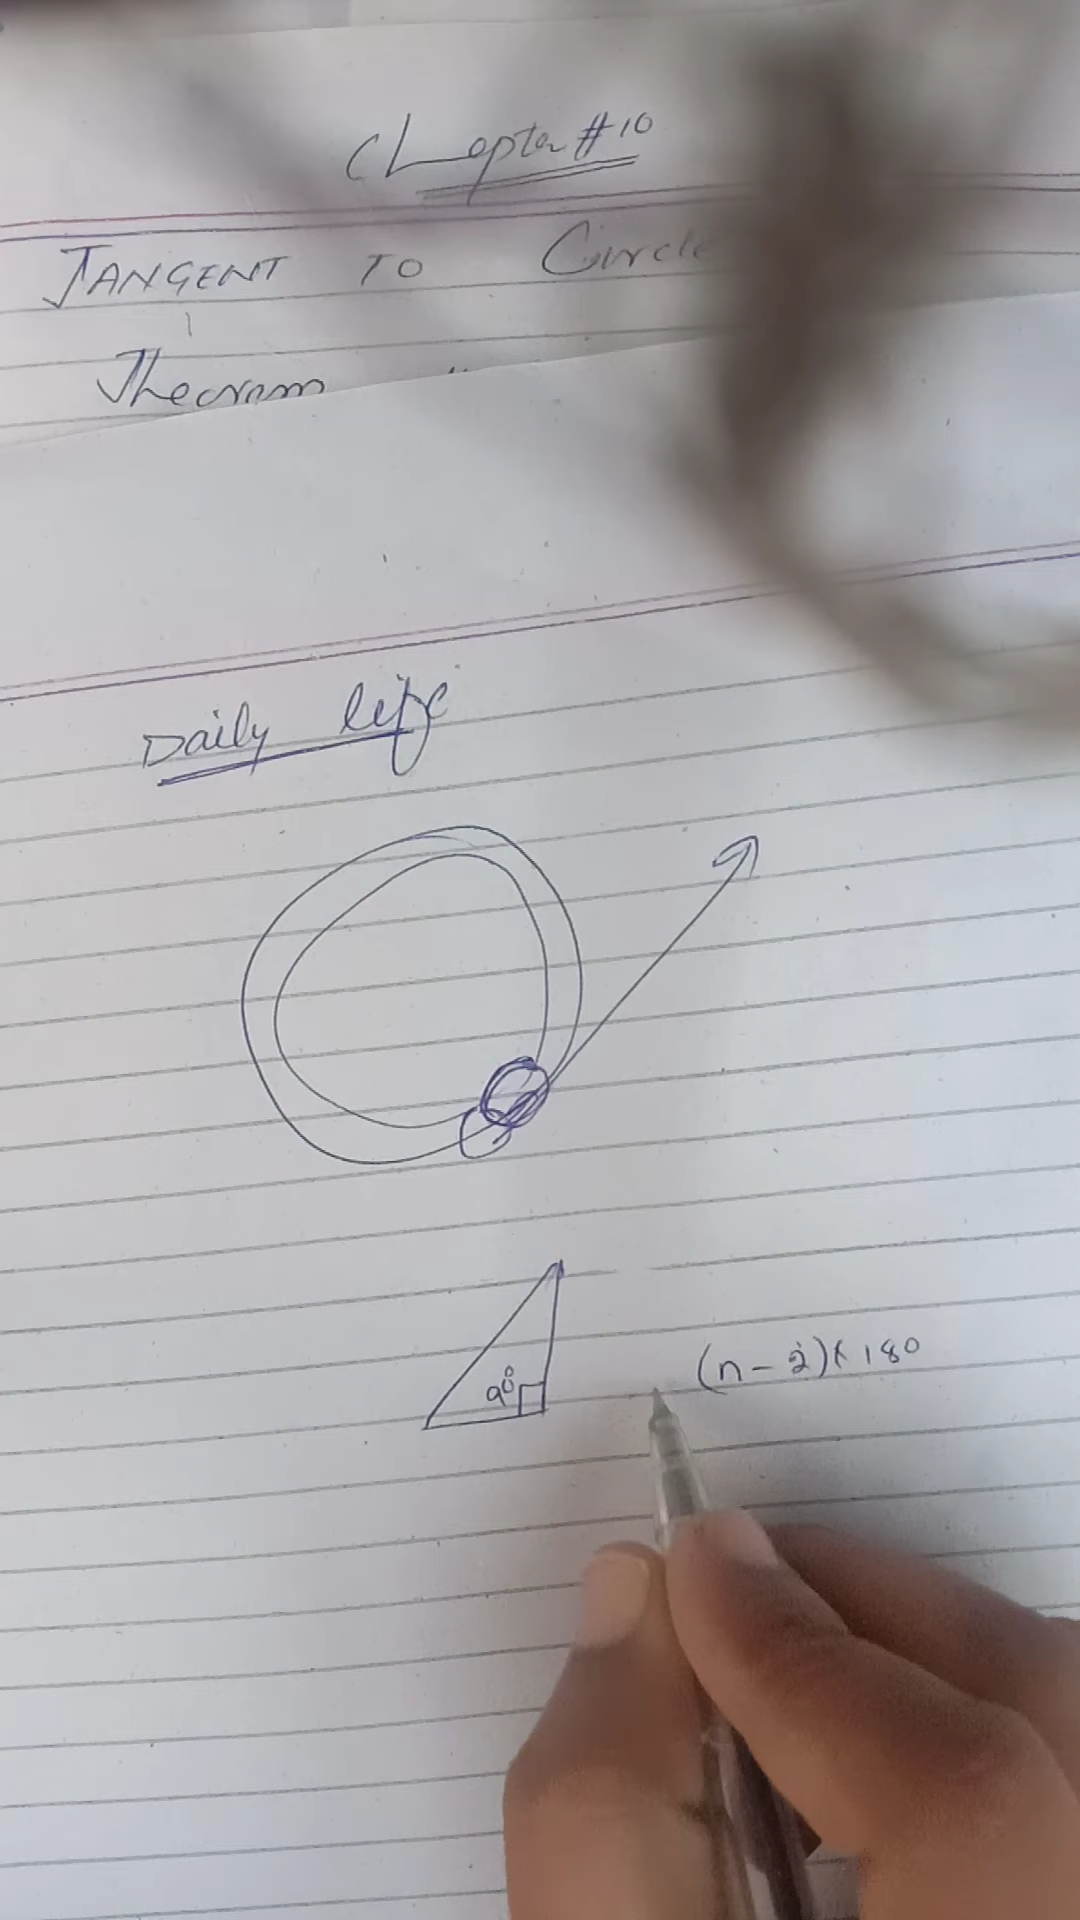 Chapter #10
TANGENT TO Circle
Theorem
Daily life
90°
(n-2)×180